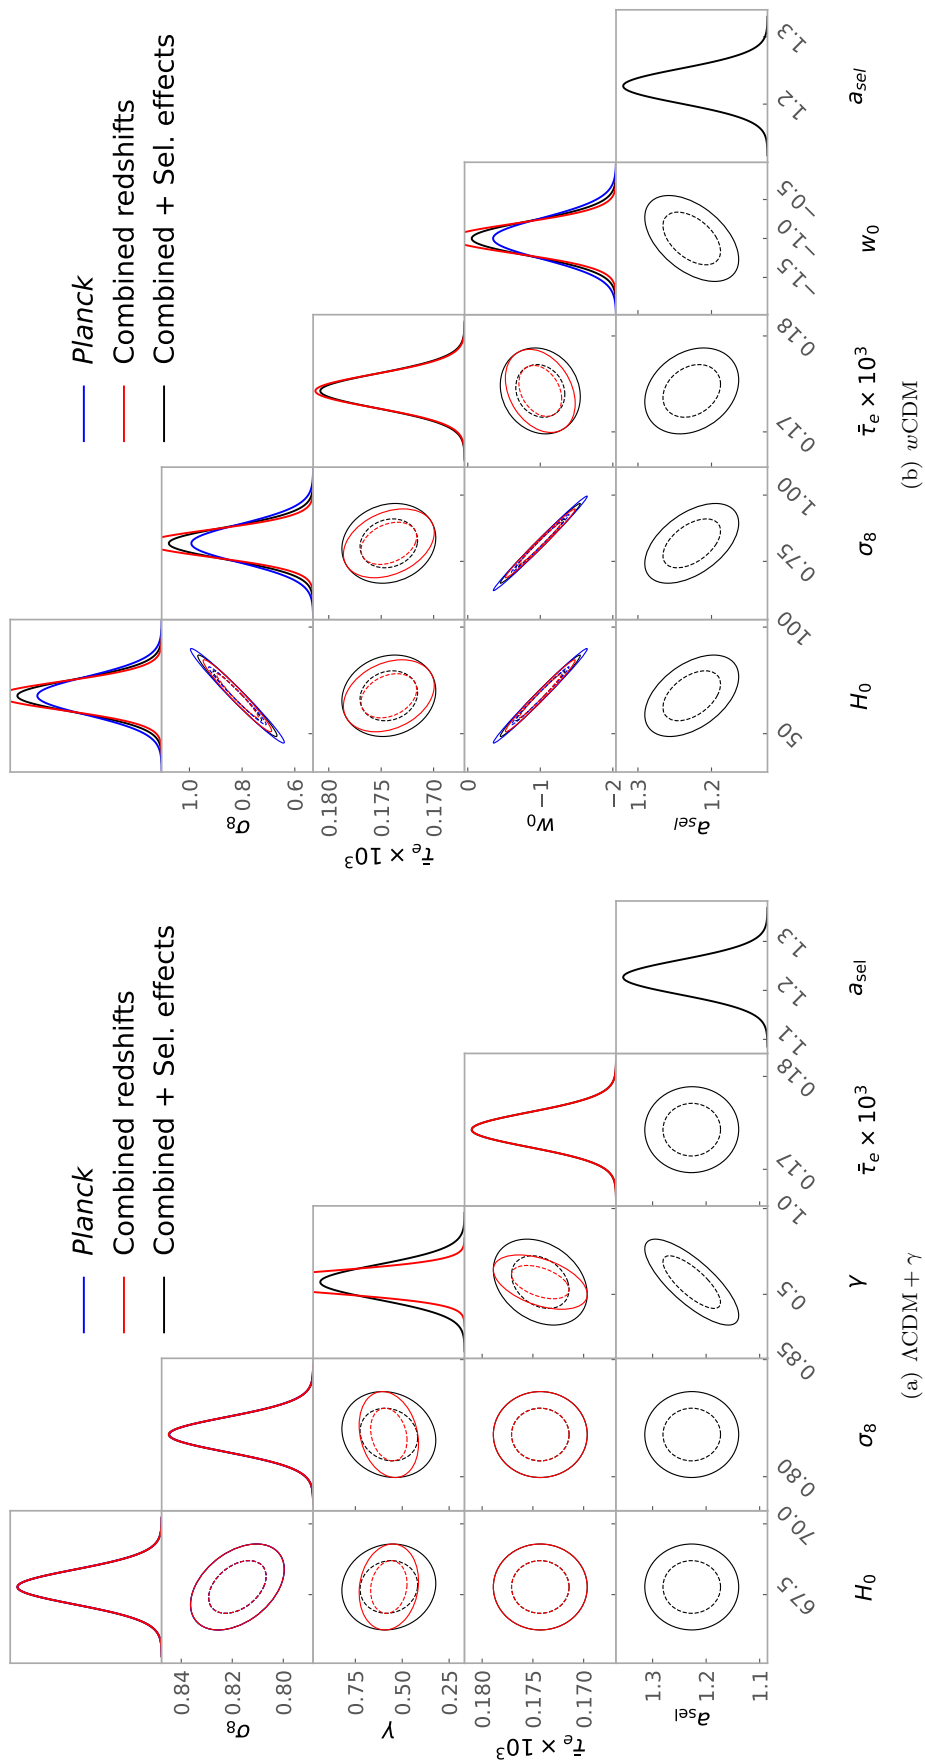 Planck
Combined redshifts
Combined + Sel. effects
σ₈
0.84
0.82
0.80
γ
0.75
0.50
0.25
τ̄ₑ × 10³
0.180
0.175
0.170
a_sel
1.3
1.2
1.1
67.5
70.0
0.80
0.85
0.5
1.0
0.17
0.18
1.1
1.2
1.3
H₀
σ₈
γ
τ̄ₑ × 10³
a_sel
(a) ΛCDM + γ
Planck
Combined redshifts
Combined + Sel. effects
σ₈
1.0
0.8
0.6
τ̄ₑ × 10³
0.180
0.175
0.170
w₀
0
−1
−2
a_sel
1.3
1.2
50
100
0.75
1.00
0.17
0.18
−1.5
−1.0
−0.5
1.2
1.3
H₀
σ₈
τ̄ₑ × 10³
w₀
a_sel
(b) wCDM